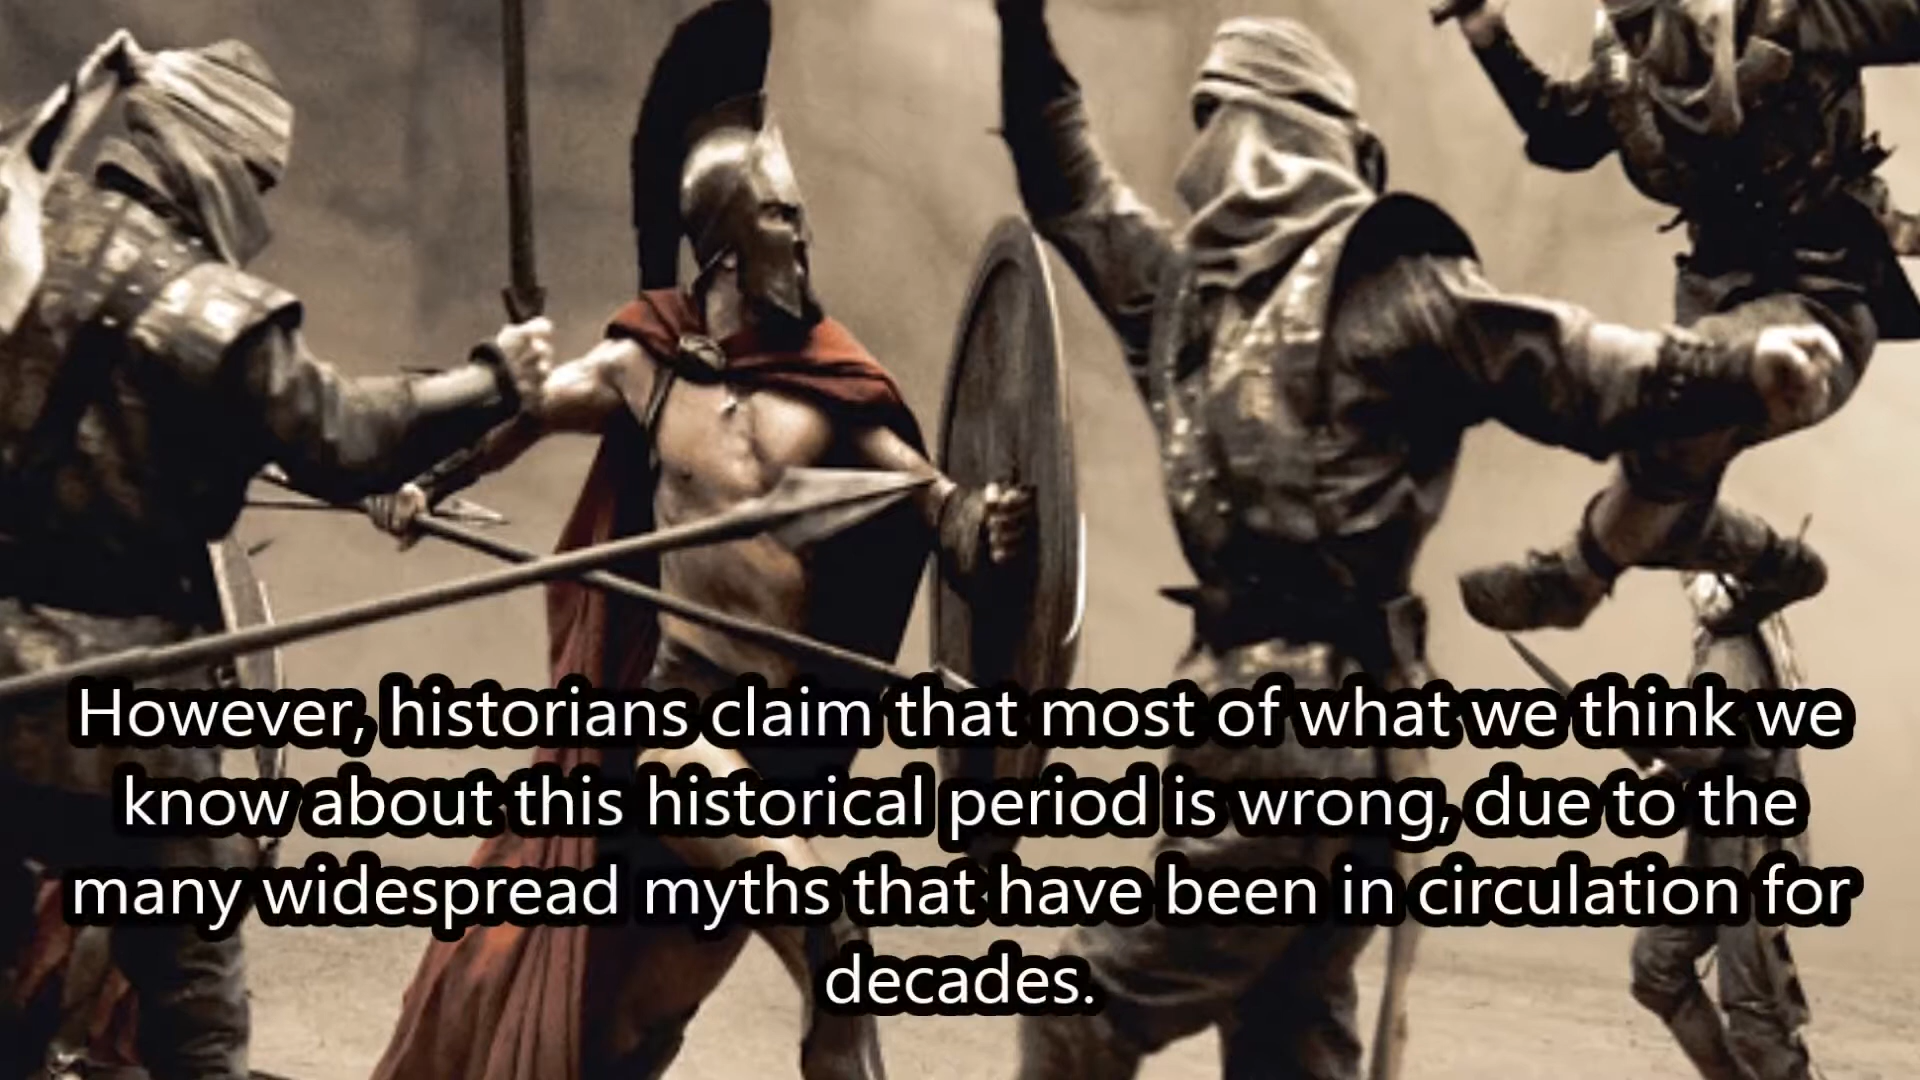 However, historians claim that most of what we think we
know about this historical period is wrong, due to the
many widespread myths that have been in circulation for
decades.